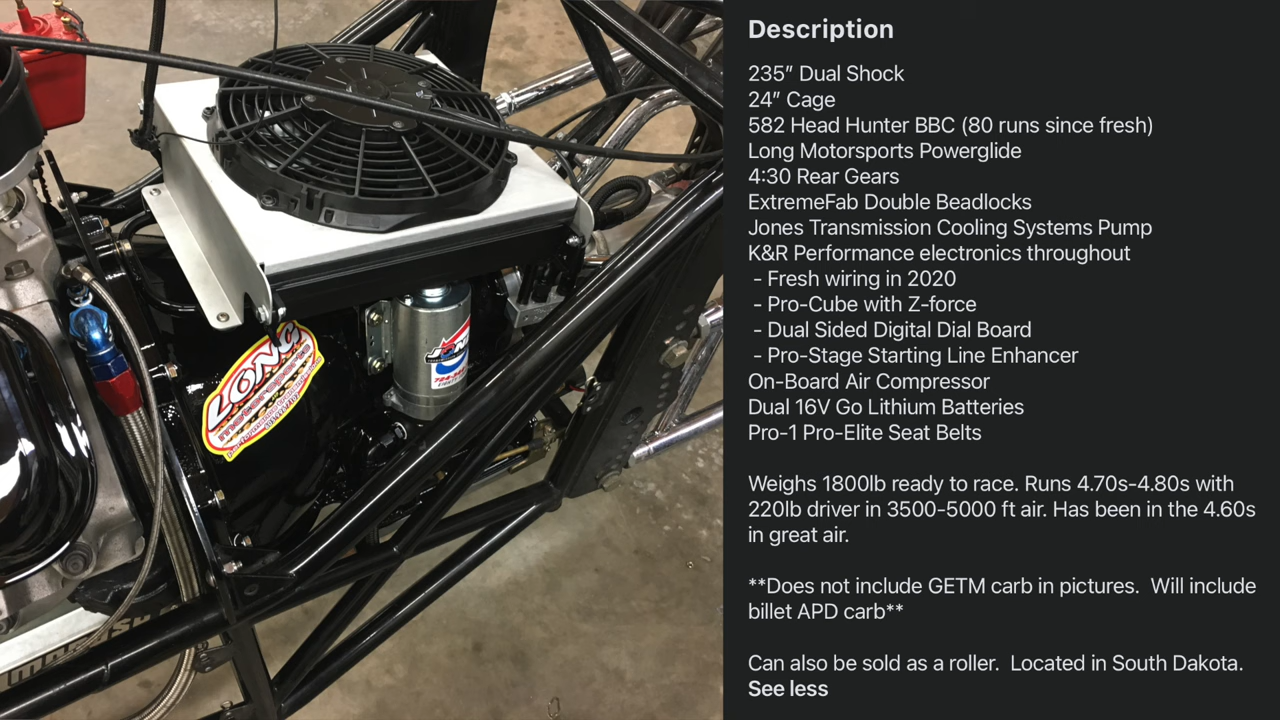 LONG
JONES
Description
235" Dual Shock
24" Cage
582 Head Hunter BBC (80 runs since fresh)
Long Motorsports Powerglide
4:30 Rear Gears
ExtremeFab Double Beadlocks
Jones Transmission Cooling Systems Pump
K&R Performance electronics throughout
- Fresh wiring in 2020
- Pro-Cube with Z-force
- Dual Sided Digital Dial Board
- Pro-Stage Starting Line Enhancer
On-Board Air Compressor
Dual 16V Go Lithium Batteries
Pro-1 Pro-Elite Seat Belts
Weighs 1800lb ready to race. Runs 4.70s-4.80s with
220lb driver in 3500-5000 ft air. Has been in the 4.60s
in great air.
**Does not include GETM carb in pictures.  Will include
billet APD carb**
Can also be sold as a roller.  Located in South Dakota.
See less